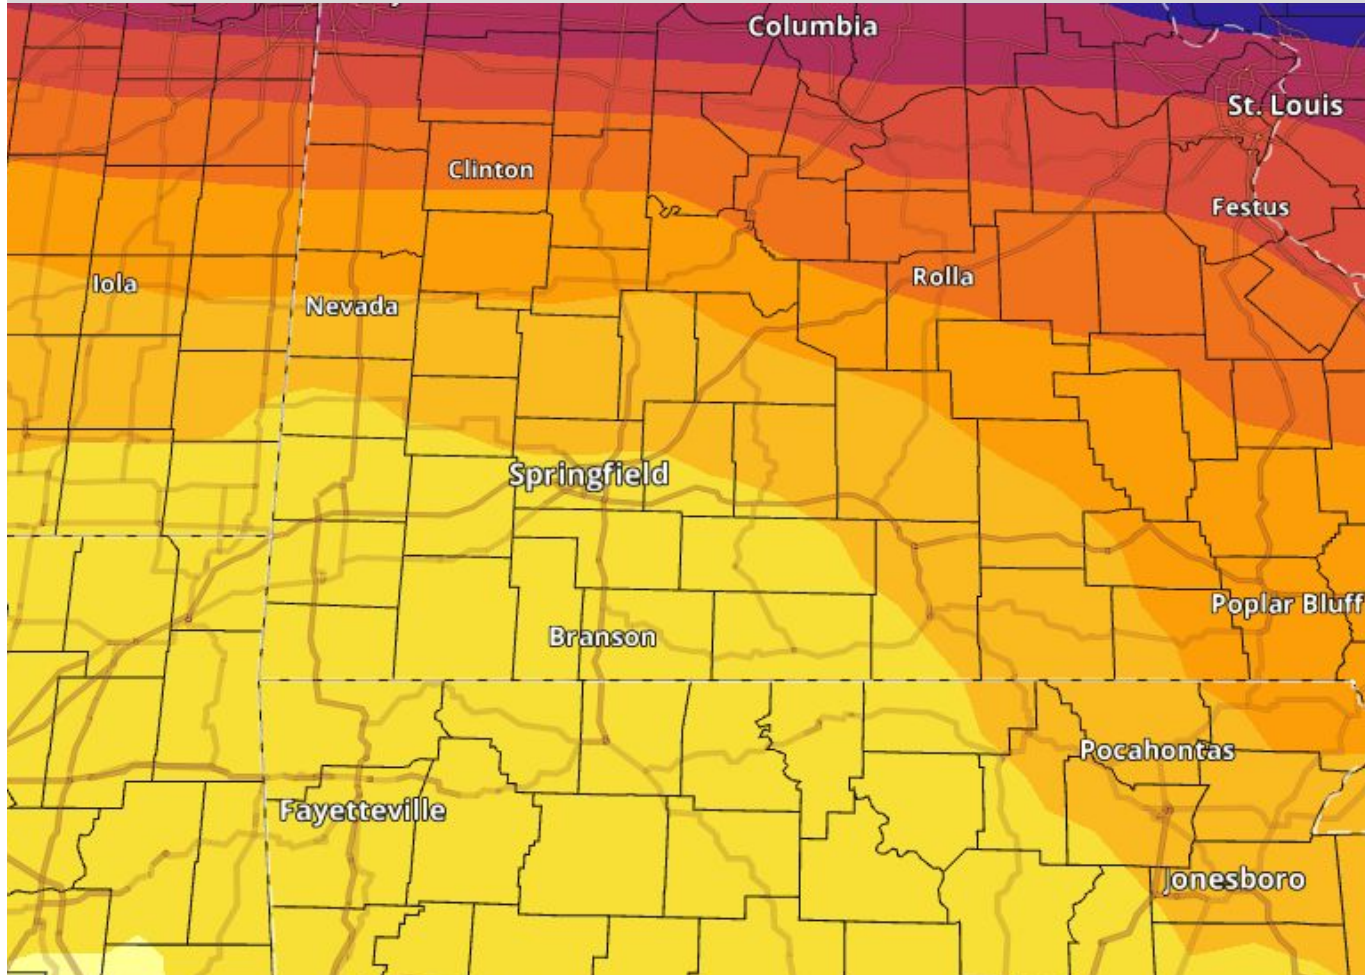 Columbia
St. Louis
Clinton
Festus
Iola
Rolla
Nevada
Springfield
Poplar Bluff
Branson
Pocahontas
Fayetteville
Jonesboro